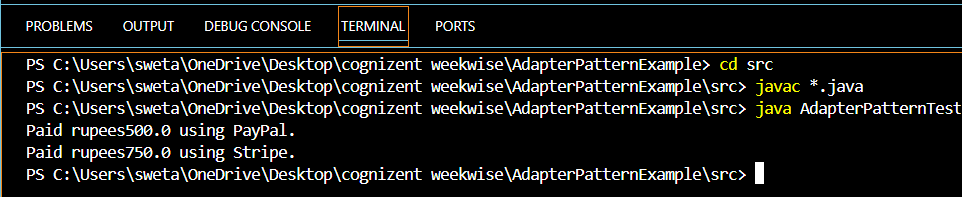 PROBLEMS OUTPUT DEBUG CONSOLE TERMINAL PORTS
PS C:\Users\sweta\OneDrive\Desktop\cognizent weekwise\AdapterPatternExample> cd src
PS C:\Users\sweta\OneDrive\Desktop\cognizent weekwise\AdapterPatternExample\src> javac *.java
PS C:\Users\sweta\OneDrive\Desktop\cognizent weekwise\AdapterPatternExample\src> java AdapterPatternTest
Paid rupees500.0 using PayPal.
Paid rupees750.0 using Stripe.
PS C:\Users\sweta\OneDrive\Desktop\cognizent weekwise\AdapterPatternExample\src>